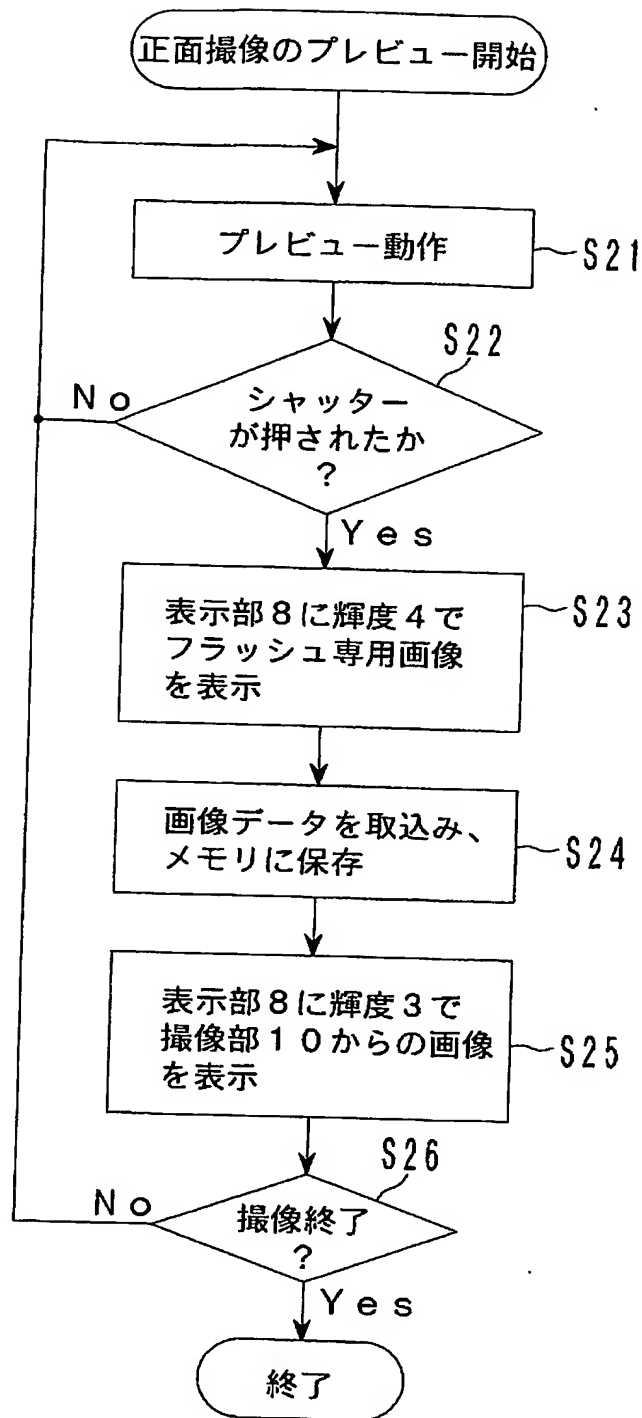 正面撮像のプレビュー開始
プレビュー動作
S21
S22
シャッター
が押されたか
?
No
Yes
表示部8に輝度4で
フラッシュ専用画像
を表示
S23
画像データを取込み、
メモリに保存
S24
表示部8に輝度3で
撮像部10からの画像
を表示
S25
S26
撮像終了
?
No
Yes
終了